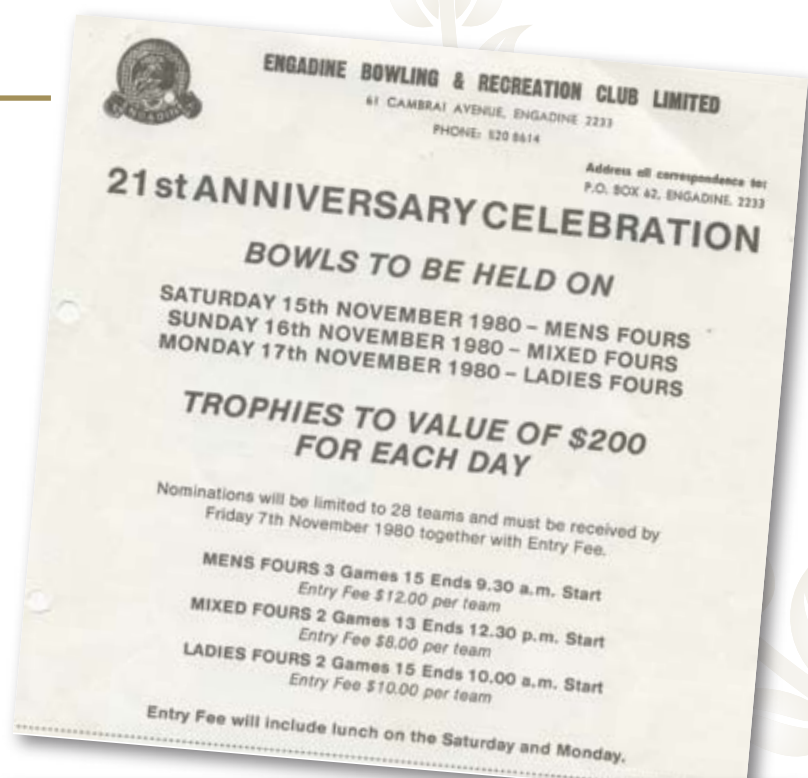 ENGADINE
ENGADINE BOWLING & RECREATION CLUB LIMITED
61 CAMBRAI AVENUE, ENGADINE 2233
PHONE: 520 8614
Address all correspondence to:
P.O. BOX 62, ENGADINE, 2233
21st ANNIVERSARY CELEBRATION
BOWLS TO BE HELD ON
SATURDAY 15th NOVEMBER 1980 – MENS FOURS
SUNDAY 16th NOVEMBER 1980 – MIXED FOURS
MONDAY 17th NOVEMBER 1980 – LADIES FOURS
TROPHIES TO VALUE OF $200
FOR EACH DAY
Nominations will be limited to 28 teams and must be received by
Friday 7th November 1980 together with Entry Fee.
MENS FOURS 3 Games 15 Ends 9.30 a.m. Start
Entry Fee $12.00 per team
MIXED FOURS 2 Games 13 Ends 12.30 p.m. Start
Entry Fee $8.00 per team
LADIES FOURS 2 Games 15 Ends 10.00 a.m. Start
Entry Fee $10.00 per team
Entry Fee will include lunch on the Saturday and Monday.